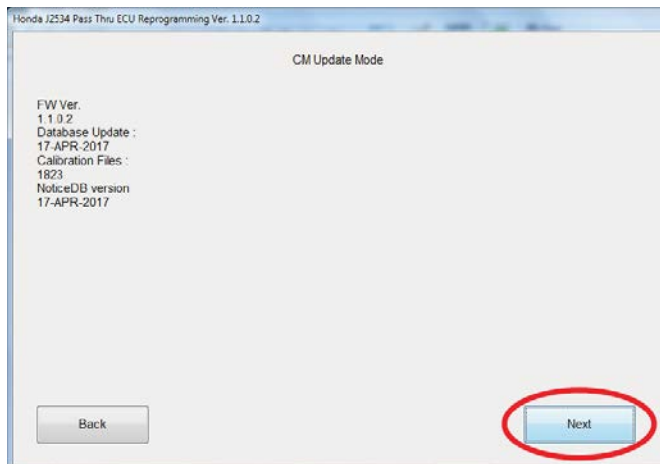 Honda J2534 Pass Thru ECU Reprogramming Ver. 1.1.0.2
CM Update Mode
FW Ver.
1.1.0.2
Database Update :
17-APR-2017
Calibration Files :
1823
NoticeDB version
17-APR-2017
Back
Next